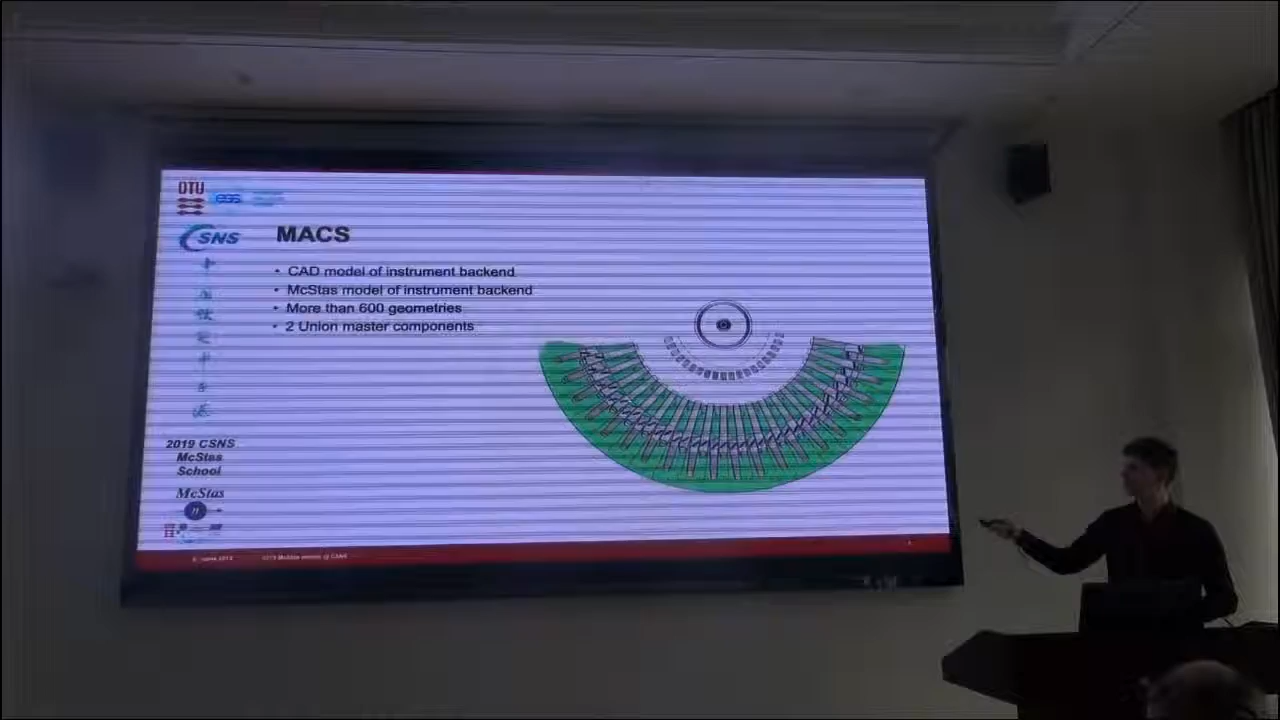 DTU
ess
CSNS
MACS
• CAD model of instrument backend
• McStas model of instrument backend
• More than 600 geometries
• 2 Union master components
2019 CSNS
McStas
School
McStas